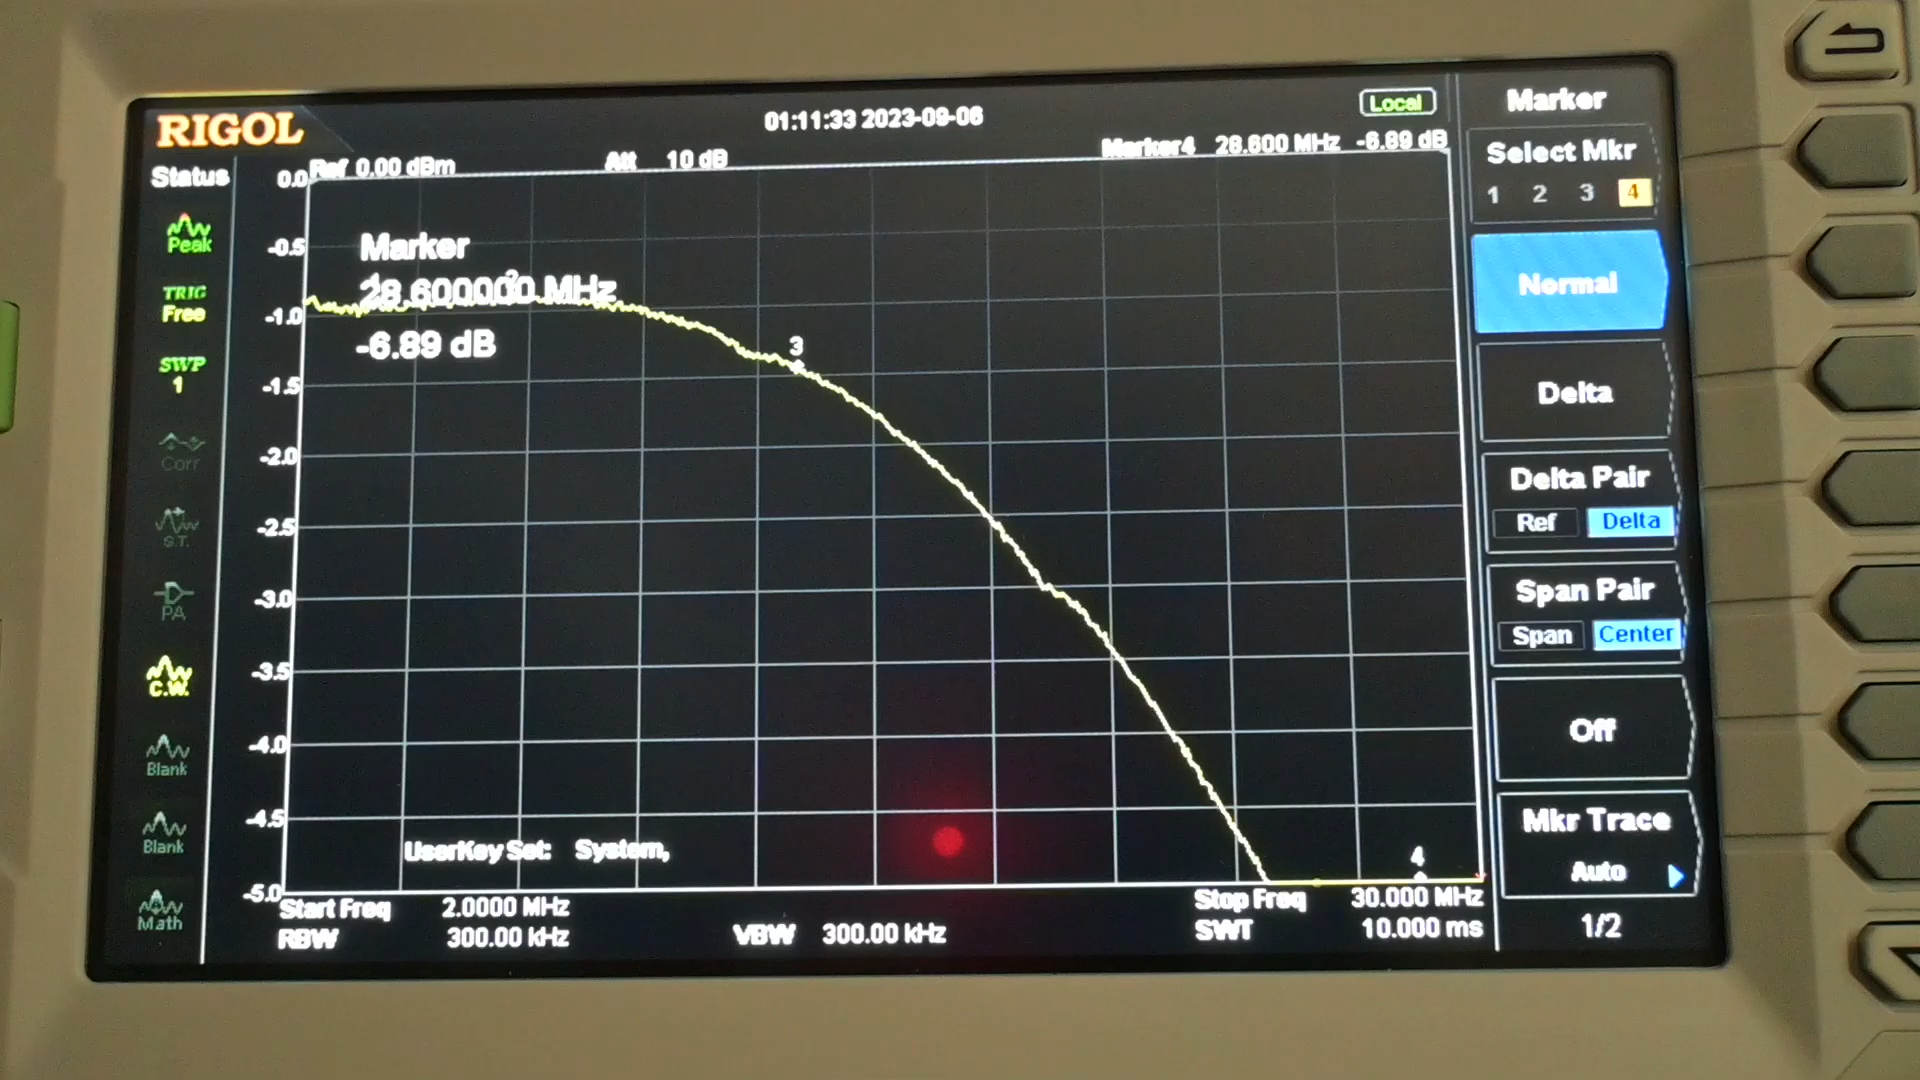 RIGOL
01:11:33 2023-09-06
Local
Marker
Status
Ref 0.00 dBm
Att 10 dB
Marker4 28.600 MHz -6.89 dB
Select Mkr
1 2 3 4
Peak
TRIG
Free
SWP
1
Corr
S.T.
PA
C.W.
Blank
Blank
Math
0.0
-0.5
-1.0
-1.5
-2.0
-2.5
-3.0
-3.5
-4.0
-4.5
-5.0
Marker
28.600000 MHz
-6.89 dB
2
3
4
UserKey Set: System,
Start Freq 2.0000 MHz
Stop Freq 30.000 MHz
RBW 300.00 kHz
VBW 300.00 kHz
SWT 10.000 ms
Normal
Delta
Delta Pair
Ref Delta
Span Pair
Span Center
Off
Mkr Trace
Auto
1/2